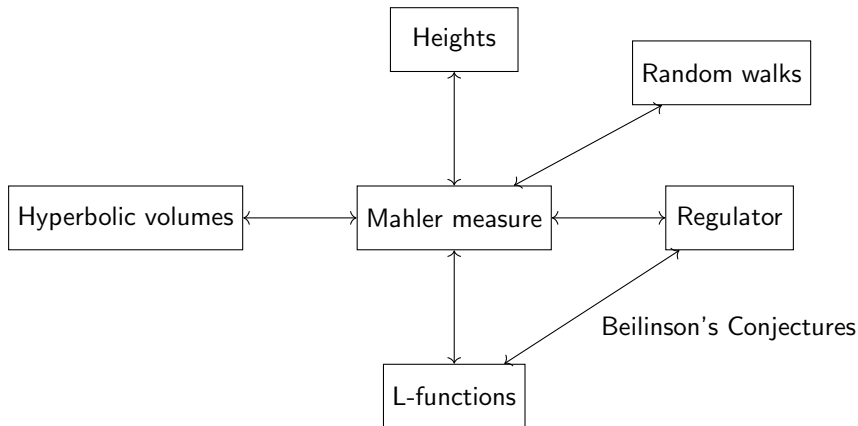 Heights
Random walks
Hyperbolic volumes
Mahler measure
Regulator
Beilinson's Conjectures
L-functions